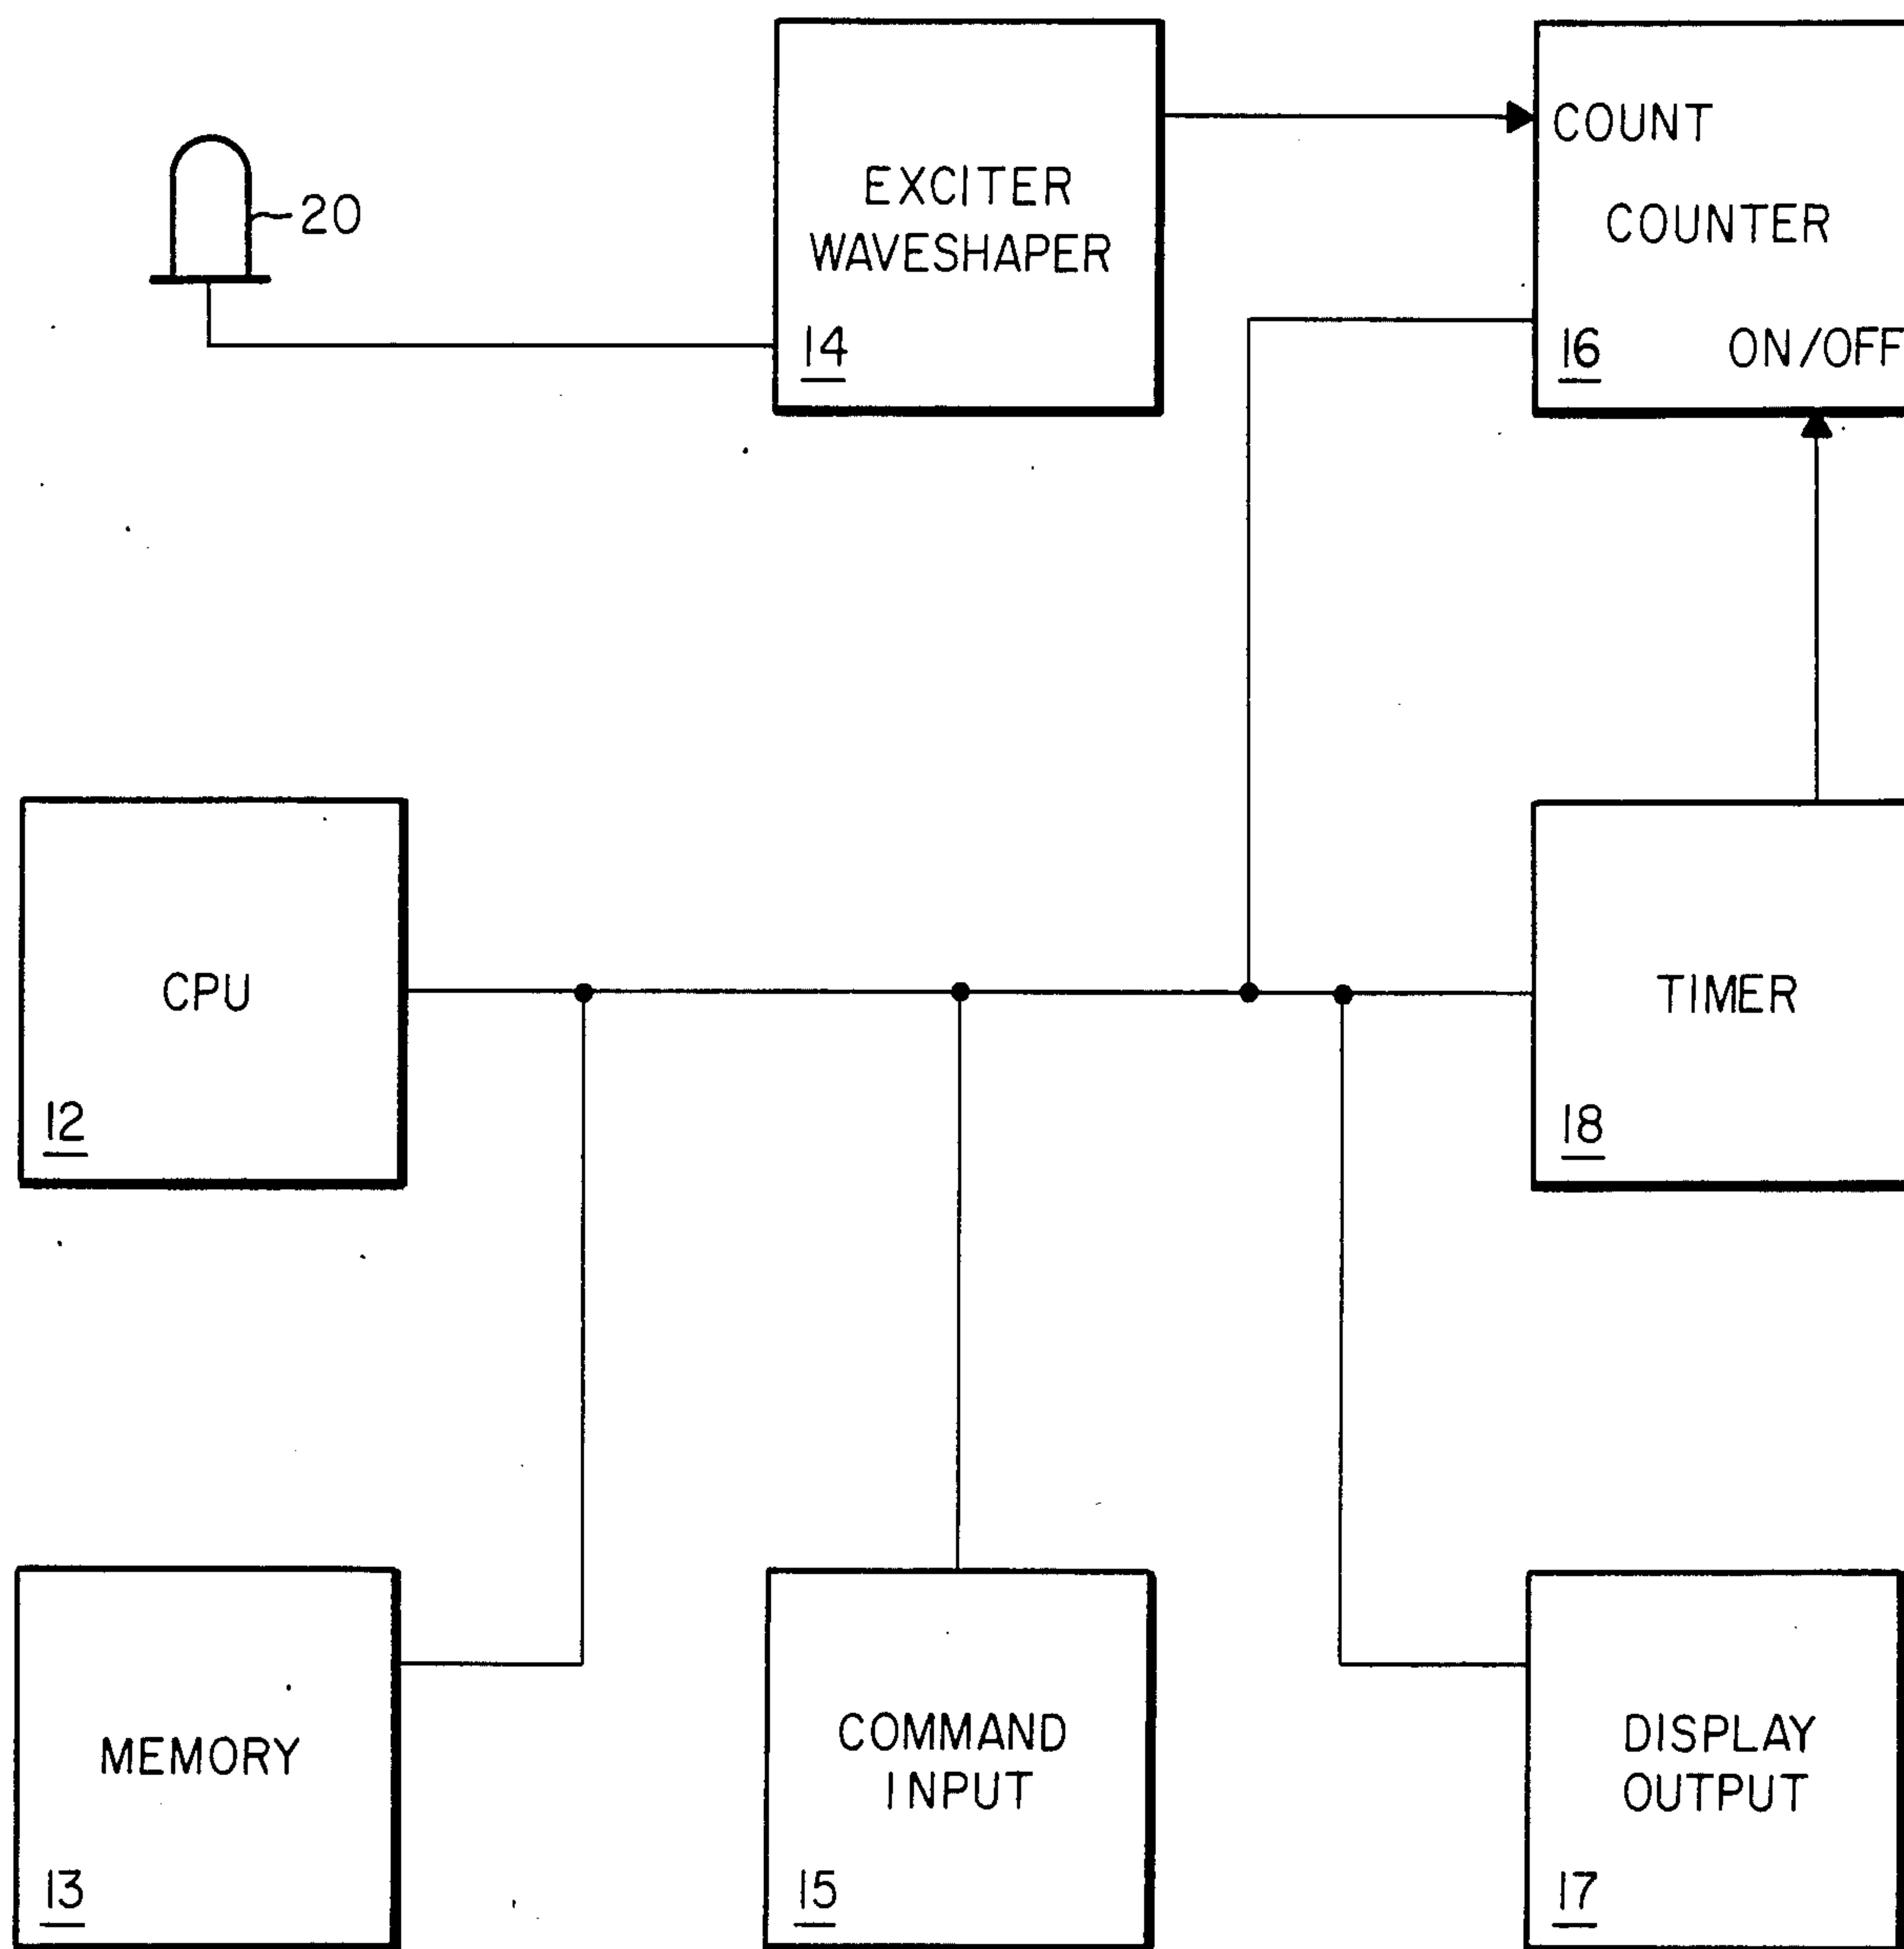 20
EXCITER
WAVESHAPER
14
COUNT
COUNTER
16 ON/OFF
CPU
12
TIMER
18
MEMORY
13
COMMAND
INPUT
15
DISPLAY
OUTPUT
17